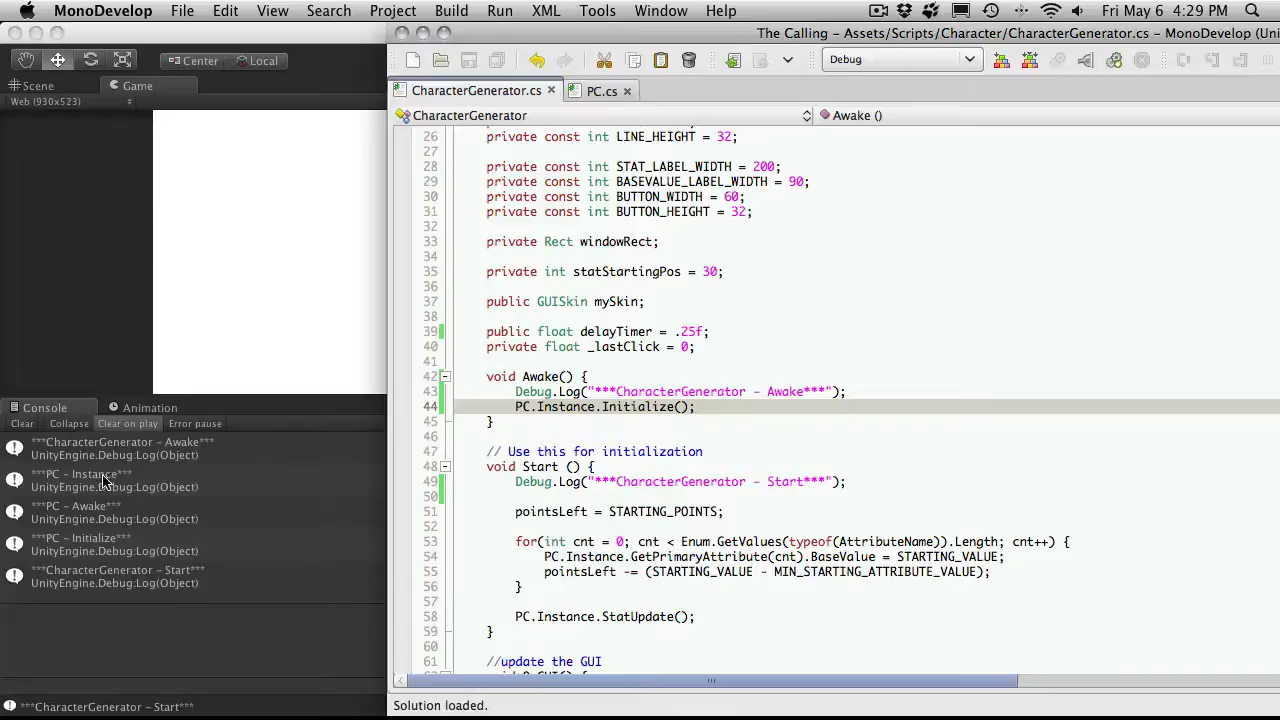 MonoDevelop File Edit View Search Project Build Run XML Tools Window Help Fri May 6 4:29 PM
The Calling - Assets/Scripts/Character/CharacterGenerator.cs - MonoDevelop (Uni
Center Local
Debug
Scene Game
Web (930x523)
CharacterGenerator.cs PC.cs
CharacterGenerator Awake ()
26 private const int LINE_HEIGHT = 32;
27
28 private const int STAT_LABEL_WIDTH = 200;
29 private const int BASEVALUE_LABEL_WIDTH = 90;
30 private const int BUTTON_WIDTH = 60;
31 private const int BUTTON_HEIGHT = 32;
32
33 private Rect windowRect;
34
35 private int statStartingPos = 30;
36
37 public GUISkin mySkin;
38
39 public float delayTimer = .25f;
40 private float _lastClick = 0;
41
42 void Awake() {
43 Debug.Log("***CharacterGenerator - Awake***");
44 PC.Instance.Initialize();
45 }
46
47 // Use this for initialization
48 void Start () {
49 Debug.Log("***CharacterGenerator - Start***");
50
51 pointsLeft = STARTING_POINTS;
52
53 for(int cnt = 0; cnt < Enum.GetValues(typeof(AttributeName)).Length; cnt++) {
54 PC.Instance.GetPrimaryAttribute(cnt).BaseValue = STARTING_VALUE;
55 pointsLeft -= (STARTING_VALUE - MIN_STARTING_ATTRIBUTE_VALUE);
56 }
57
58 PC.Instance.StatUpdate();
59 }
60
61 //update the GUI
Console Animation
Clear Collapse Clear on play Error pause
***CharacterGenerator - Awake***
UnityEngine.Debug:Log(Object)
***PC - Instance***
UnityEngine.Debug:Log(Object)
***PC - Awake***
UnityEngine.Debug:Log(Object)
***PC - Initialize***
UnityEngine.Debug:Log(Object)
***CharacterGenerator - Start***
UnityEngine.Debug:Log(Object)
***CharacterGenerator - Start***
Solution loaded.